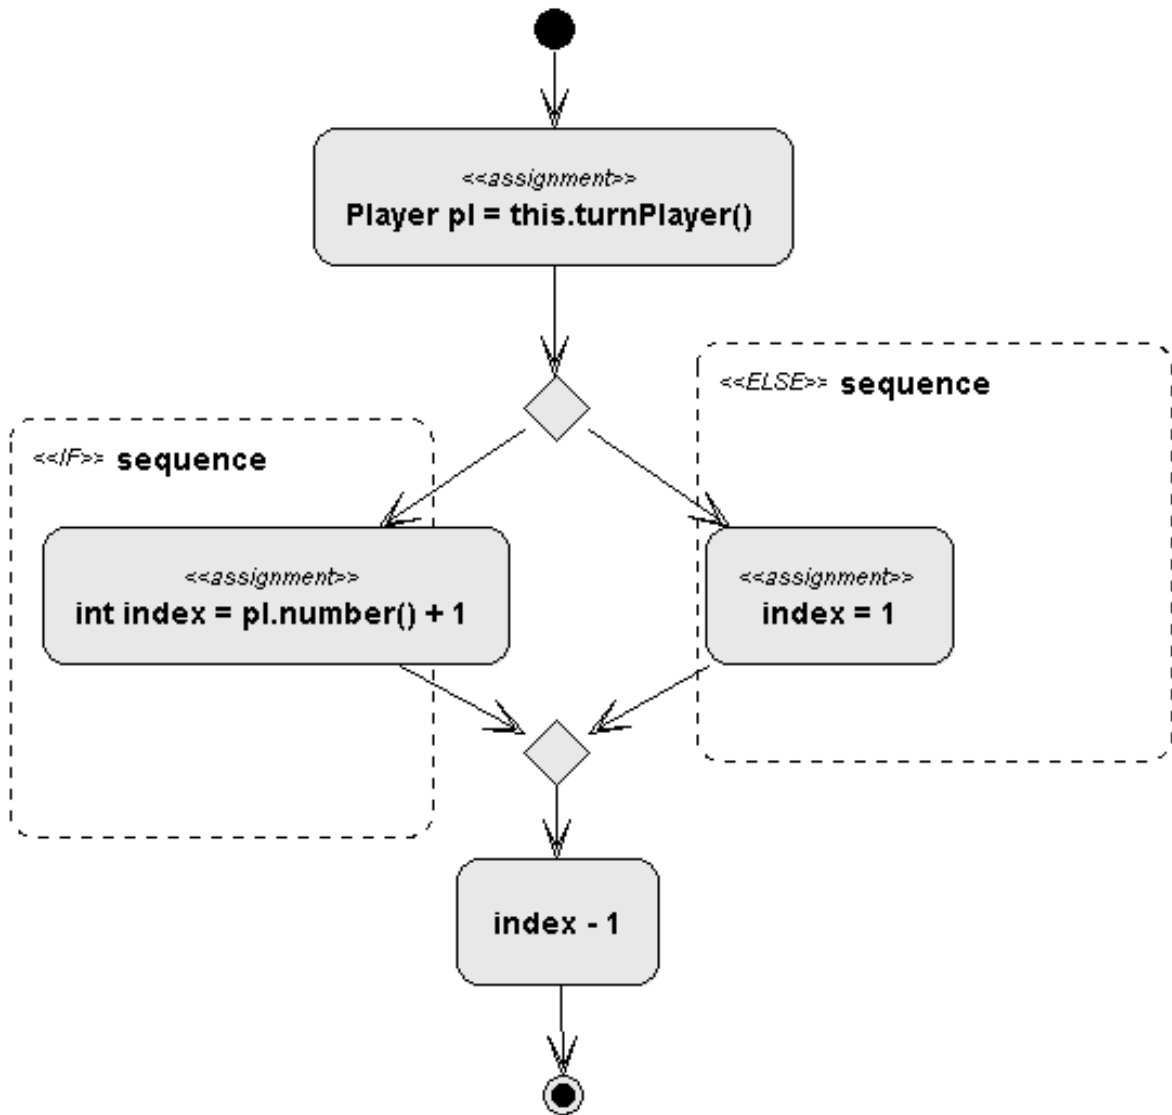 <<assignment>>
Player pl = this.turnPlayer()
<<ELSE>> sequence
<<IF>> sequence
<<assignment>>
int index = pl.number() + 1
<<assignment>>
index = 1
index - 1